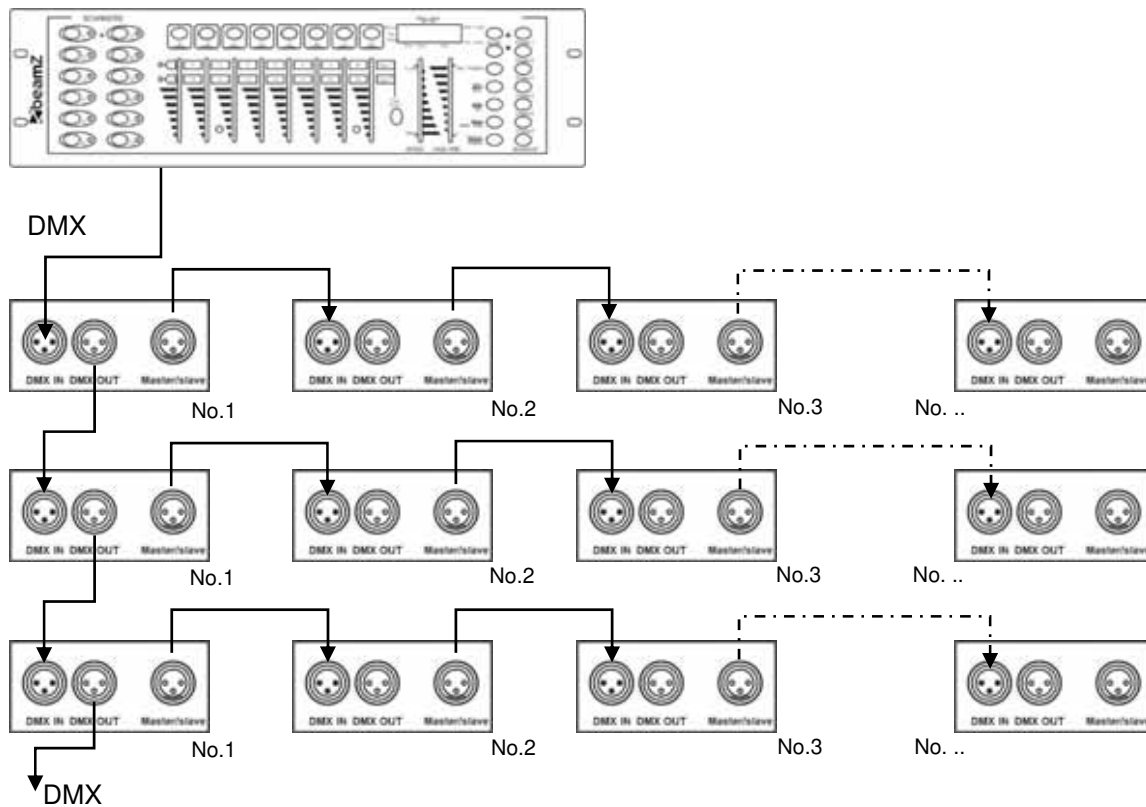 SCANNERS
beamZ
DMX
DMX IN DMX OUT Master/slave
DMX IN DMX OUT Master/slave
DMX IN DMX OUT Master/slave
DMX IN DMX OUT Master/slave
No.1
No.2
No.3
No. ..
DMX IN DMX OUT Master/slave
DMX IN DMX OUT Master/slave
DMX IN DMX OUT Master/slave
DMX IN DMX OUT Master/slave
No.1
No.2
No.3
No. ..
DMX IN DMX OUT Master/slave
DMX IN DMX OUT Master/slave
DMX IN DMX OUT Master/slave
DMX IN DMX OUT Master/slave
No.1
No.2
No.3
No. ..
DMX